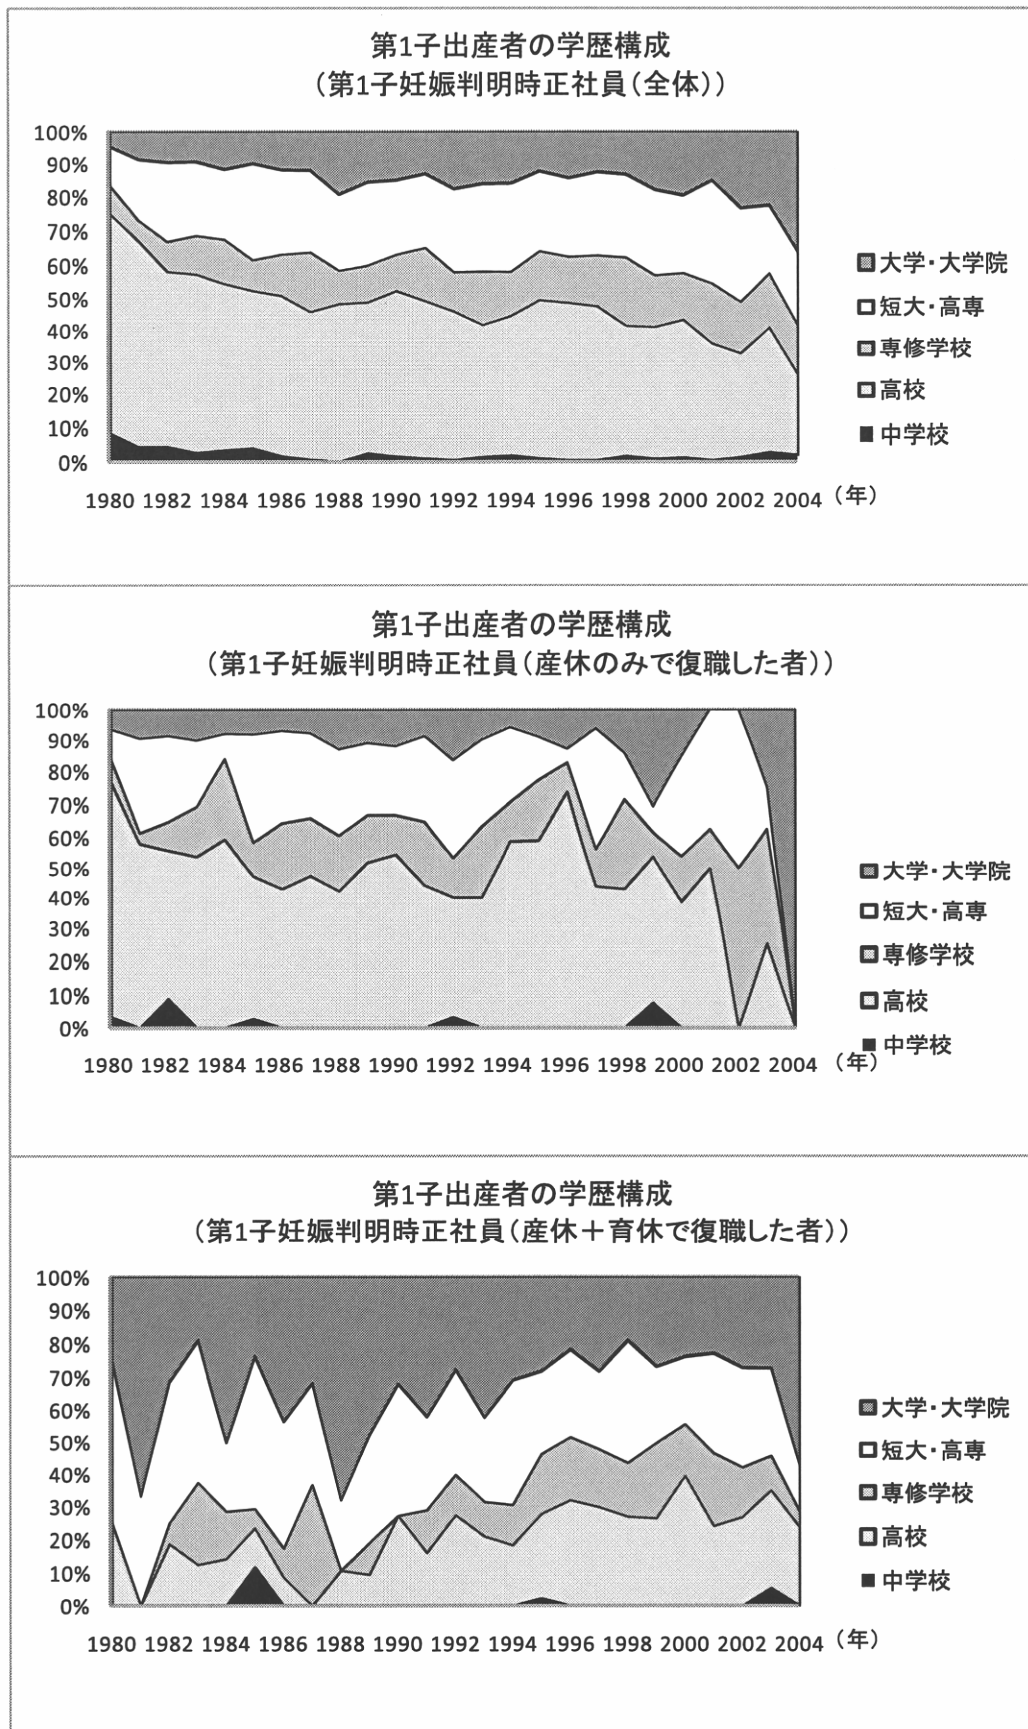 第1子出産者の学歴構成
（第1子妊娠判明時正社員（全体））
100%
90%
80%
70%
60%
50%
40%
30%
20%
10%
0%
1980 1982 1984 1986 1988 1990 1992 1994 1996 1998 2000 2002 2004 （年）
大学・大学院
短大・高専
専修学校
高校
中学校
第1子出産者の学歴構成
（第1子妊娠判明時正社員（産休のみで復職した者））
100%
90%
80%
70%
60%
50%
40%
30%
20%
10%
0%
1980 1982 1984 1986 1988 1990 1992 1994 1996 1998 2000 2002 2004 （年）
大学・大学院
短大・高専
専修学校
高校
中学校
第1子出産者の学歴構成
（第1子妊娠判明時正社員（産休＋育休で復職した者））
100%
90%
80%
70%
60%
50%
40%
30%
20%
10%
0%
1980 1982 1984 1986 1988 1990 1992 1994 1996 1998 2000 2002 2004 （年）
大学・大学院
短大・高専
専修学校
高校
中学校